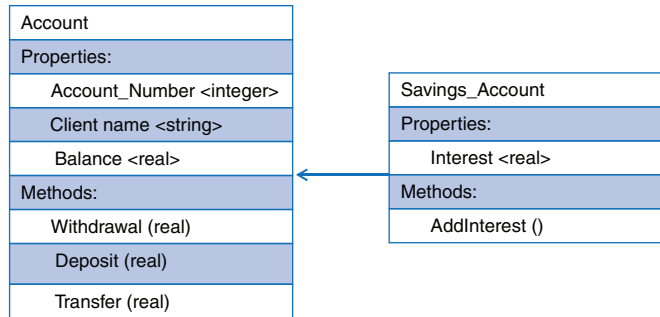 Account
Properties:
Account_Number <integer>
Client name <string>
Balance <real>
Methods:
Withdrawal (real)
Deposit (real)
Transfer (real)
Savings_Account
Properties:
Interest <real>
Methods:
AddInterest ()